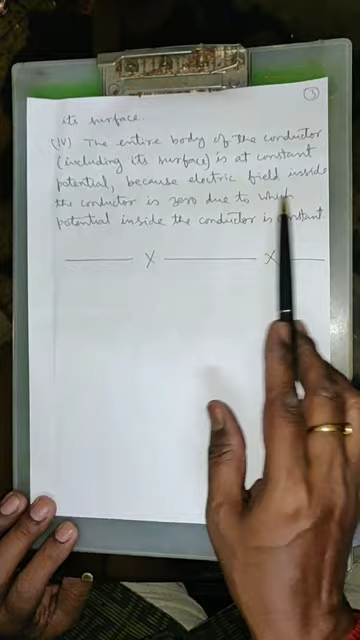 3
its surface.
(iv) The entire body of the conductor
(including its surface) is at constant
potential, because electric field inside
the conductor is zero due to which
potential inside the conductor is constant.
X X